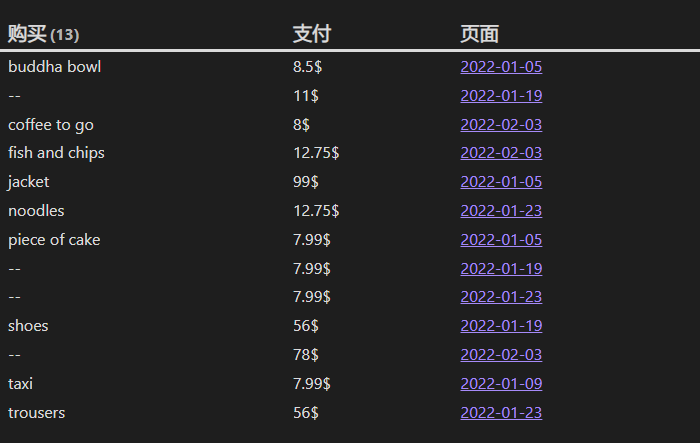 购买 (13) 支付 页面
buddha bowl 8.5$ 2022-01-05
-- 11$ 2022-01-19
coffee to go 8$ 2022-02-03
fish and chips 12.75$ 2022-02-03
jacket 99$ 2022-01-05
noodles 12.75$ 2022-01-23
piece of cake 7.99$ 2022-01-05
-- 7.99$ 2022-01-19
-- 7.99$ 2022-01-23
shoes 56$ 2022-01-19
-- 78$ 2022-02-03
taxi 7.99$ 2022-01-09
trousers 56$ 2022-01-23